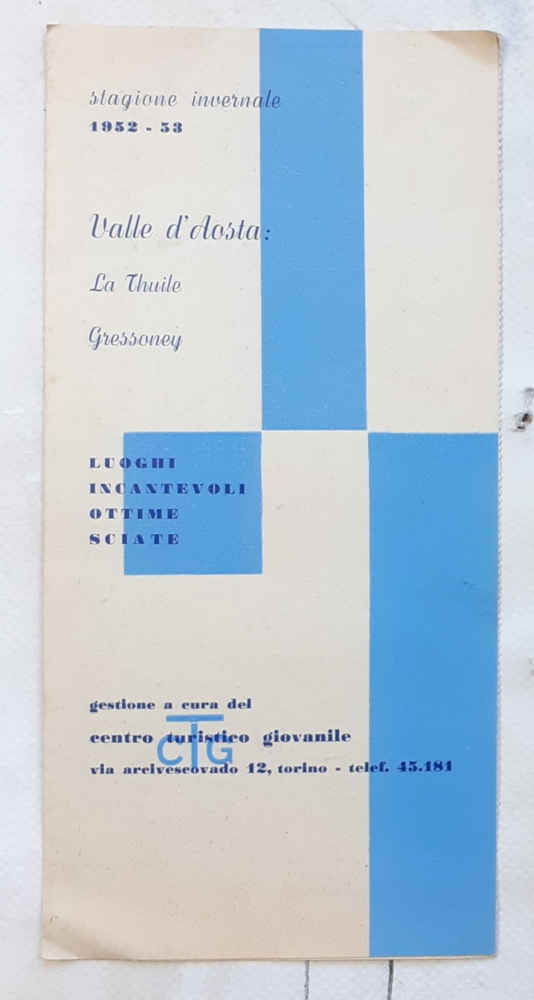 stagione invernale
1952 - 53
Valle d'Aosta:
La Thuile
Gressoney
LUOGHI
INCANTEVOLI
OTTIME
SCIATE
gestione a cura del
centro turistico giovanile
CTG
via arcivescovado 12, torino - telef. 45.181